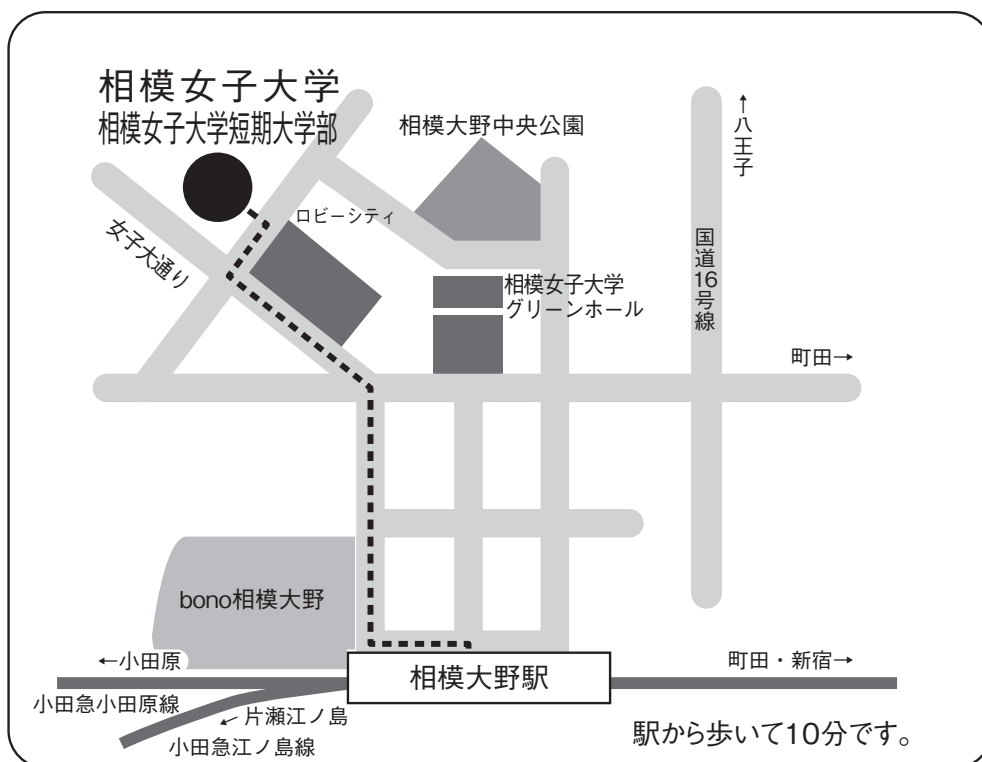 相模女子大学
相模女子大学短期大学部
相模大野中央公園
↑八王子
ロビーシティ
女子大通り
国道16号線
相模女子大学
グリーンホール
町田→
bono相模大野
←小田原
相模大野駅
町田・新宿→
小田急小田原線
←片瀬江ノ島
小田急江ノ島線
駅から歩いて10分です。